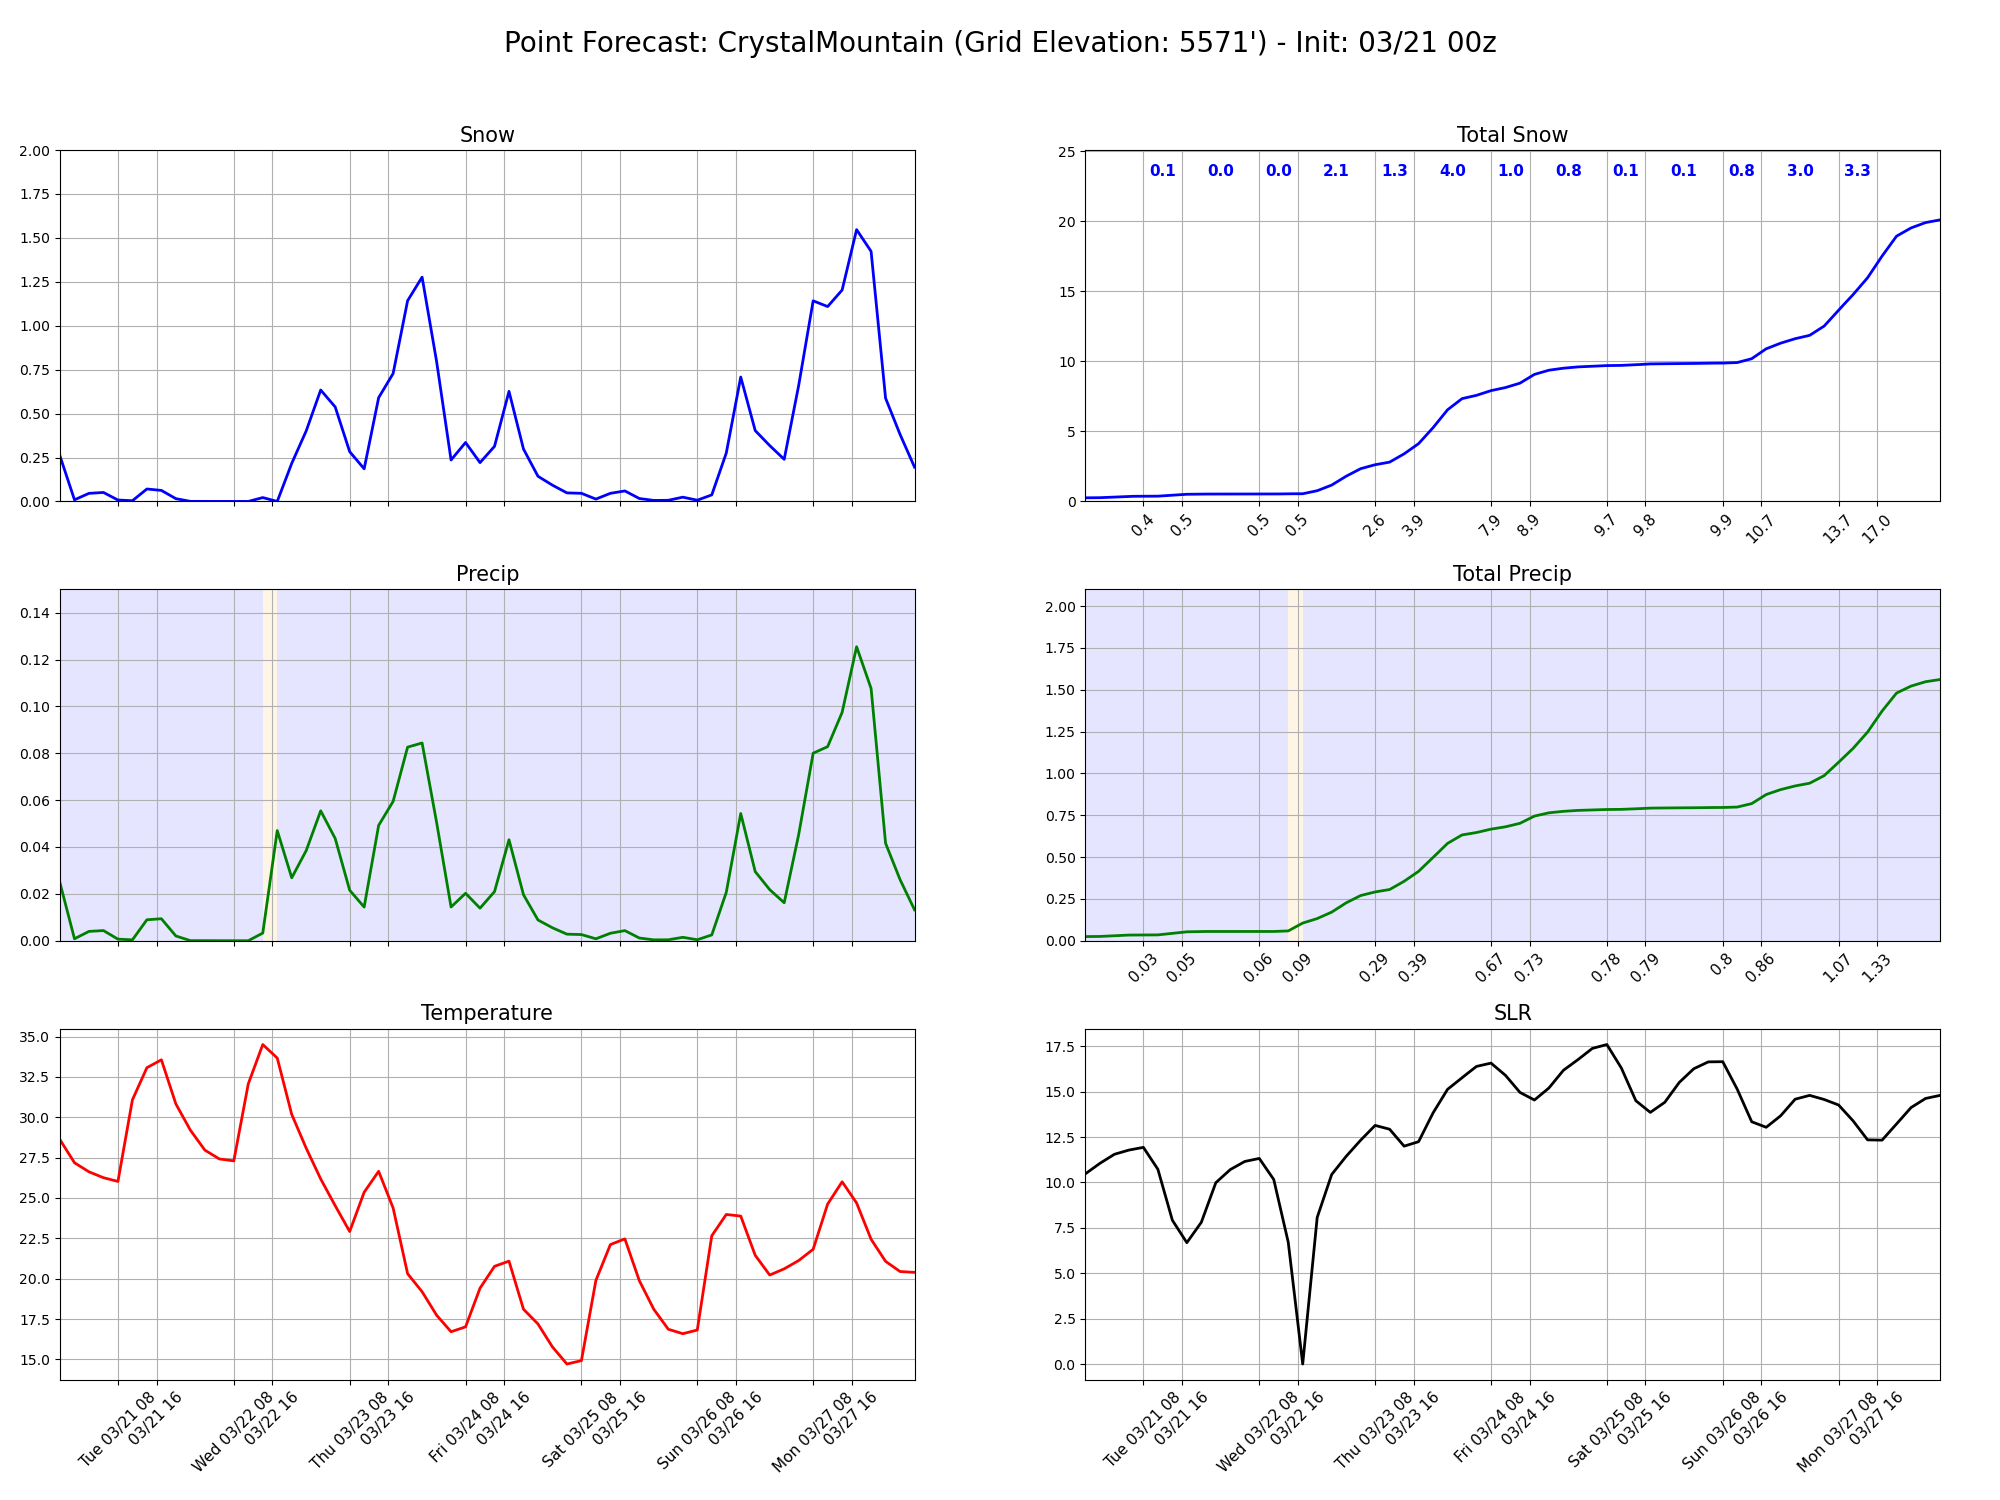 Point Forecast: CrystalMountain (Grid Elevation: 5571') - Init: 03/21 00z
Snow
2.00
1.75
1.50
1.25
1.00
0.75
0.50
0.25
0.00
Total Snow
25
20
15
10
5
0
0.1 0.0 0.0 2.1 1.3 4.0 1.0 0.8 0.1 0.1 0.8 3.0 3.3
0.4 0.5 0.5 0.5 2.6 3.9 7.9 8.9 9.7 9.8 9.9 10.7 13.7 17.0
Precip
0.14
0.12
0.10
0.08
0.06
0.04
0.02
0.00
Total Precip
2.00
1.75
1.50
1.25
1.00
0.75
0.50
0.25
0.00
0.03 0.05 0.06 0.09 0.29 0.39 0.67 0.73 0.78 0.79 0.8 0.86 1.07 1.33
Temperature
35.0
32.5
30.0
27.5
25.0
22.5
20.0
17.5
15.0
Tue 03/21 08
03/21 16
Wed 03/22 08
03/22 16
Thu 03/23 08
03/23 16
Fri 03/24 08
03/24 16
Sat 03/25 08
03/25 16
Sun 03/26 08
03/26 16
Mon 03/27 08
03/27 16
SLR
17.5
15.0
12.5
10.0
7.5
5.0
2.5
0.0
Tue 03/21 08
03/21 16
Wed 03/22 08
03/22 16
Thu 03/23 08
03/23 16
Fri 03/24 08
03/24 16
Sat 03/25 08
03/25 16
Sun 03/26 08
03/26 16
Mon 03/27 08
03/27 16